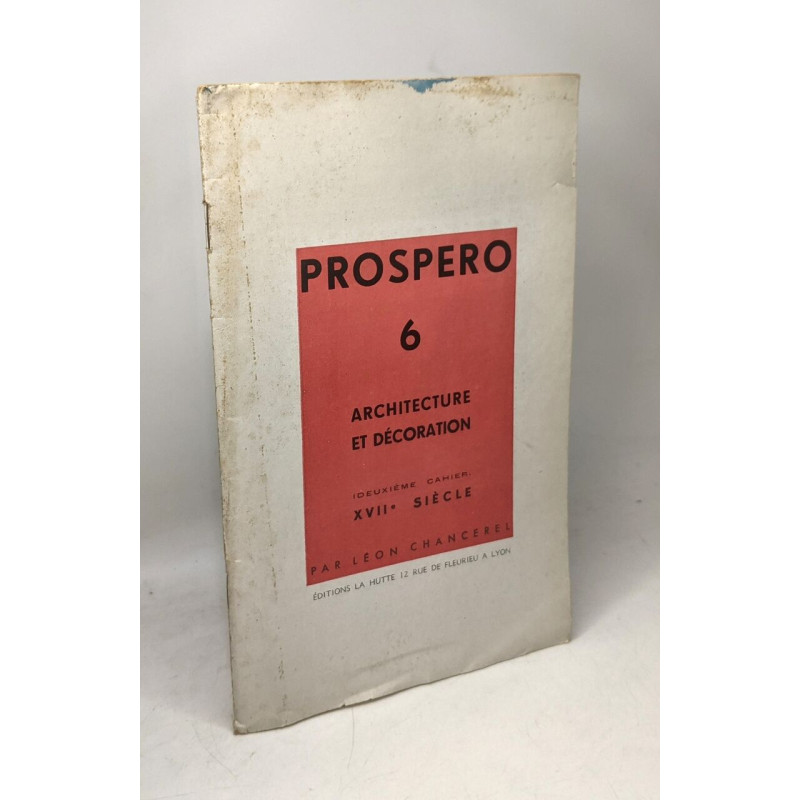 PROSPERO
6
ARCHITECTURE
ET DÉCORATION
(DEUXIÈME CAHIER)
XVIIe SIÈCLE
PAR LÉON CHANCEREL
ÉDITIONS LA HUTTE 12 RUE DE FLEURIEU A LYON